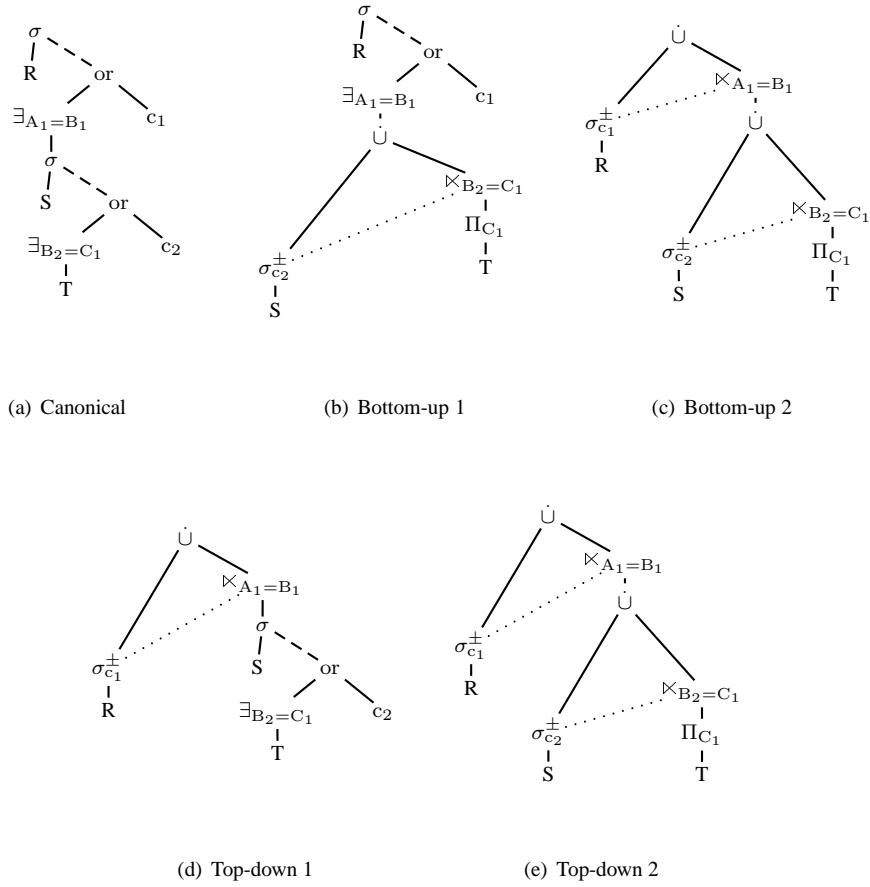 σ
R
or
∃A₁=B₁
c₁
σ
S
or
∃B₂=C₁
c₂
T
(a) Canonical
σ
R
or
∃A₁=B₁
c₁
∪̇
⋉B₂=C₁
ΠC₁
σ±c₂
T
S
(b) Bottom-up 1
∪̇
⋉A₁=B₁
σ±c₁
∪̇
R
⋉B₂=C₁
σ±c₂
ΠC₁
S
T
(c) Bottom-up 2
∪̇
⋉A₁=B₁
σ
σ±c₁
S
or
R
∃B₂=C₁
c₂
T
(d) Top-down 1
∪̇
⋉A₁=B₁
∪̇
σ±c₁
R
⋉B₂=C₁
σ±c₂
ΠC₁
S
T
(e) Top-down 2